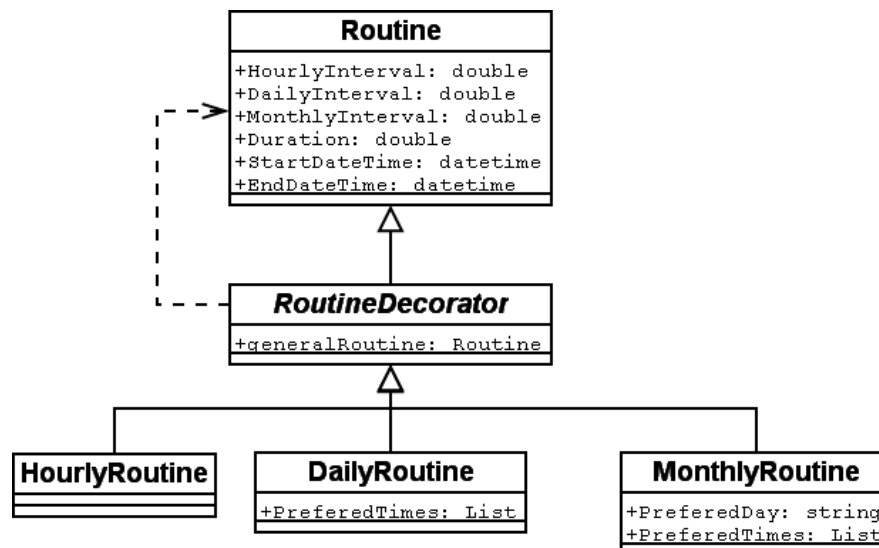 Routine
+HourlyInterval: double
+DailyInterval: double
+MonthlyInterval: double
+Duration: double
+StartDateTime: datetime
+EndDateTime: datetime
RoutineDecorator
+generalRoutine: Routine
HourlyRoutine
DailyRoutine
+PreferedTimes: List
MonthlyRoutine
+PreferedDay: string
+PreferedTimes: List